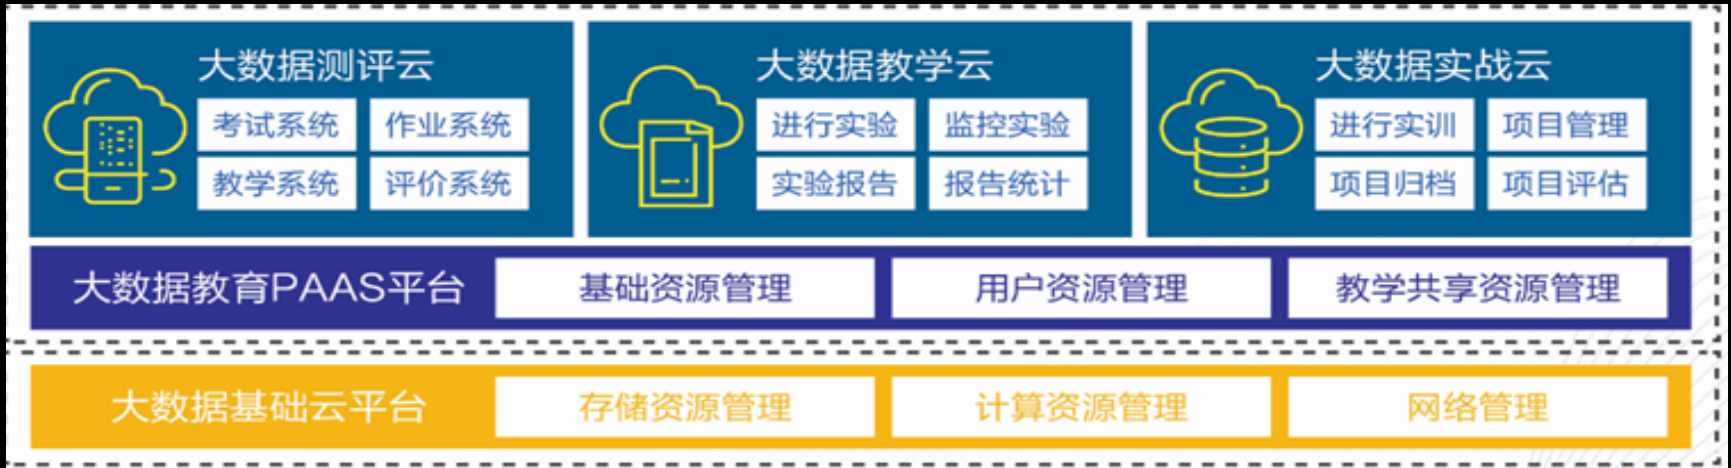 大数据测评云
考试系统 作业系统
教学系统 评价系统
大数据教学云
进行实验 监控实验
实验报告 报告统计
大数据实战云
进行实训 项目管理
项目归档 项目评估
大数据教育PAAS平台 基础资源管理 用户资源管理 教学共享资源管理
大数据基础云平台 存储资源管理 计算资源管理 网络管理